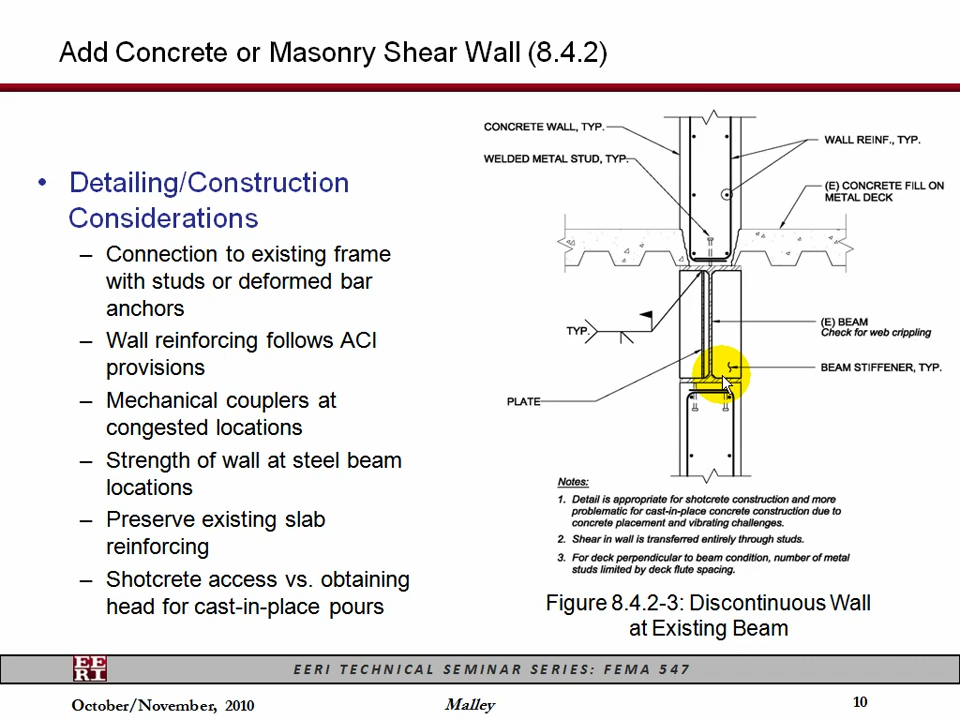 Add Concrete or Masonry Shear Wall (8.4.2)
• Detailing/Construction
Considerations
– Connection to existing frame
with studs or deformed bar
anchors
– Wall reinforcing follows ACI
provisions
– Mechanical couplers at
congested locations
– Strength of wall at steel beam
locations
– Preserve existing slab
reinforcing
– Shotcrete access vs. obtaining
head for cast-in-place pours
CONCRETE WALL, TYP.
WELDED METAL STUD, TYP.
WALL REINF., TYP.
(E) CONCRETE FILL ON
METAL DECK
TYP.
(E) BEAM
Check for web crippling
BEAM STIFFENER, TYP.
PLATE
Notes:
1. Detail is appropriate for shotcrete construction and more
problematic for cast-in-place concrete construction due to
concrete placement and vibrating challenges.
2. Shear in wall is transferred entirely through studs.
3. For deck perpendicular to beam condition, number of metal
studs limited by deck flute spacing.
Figure 8.4.2-3: Discontinuous Wall
at Existing Beam
EERI
EERI TECHNICAL SEMINAR SERIES: FEMA 547
October/November, 2010
Malley
10